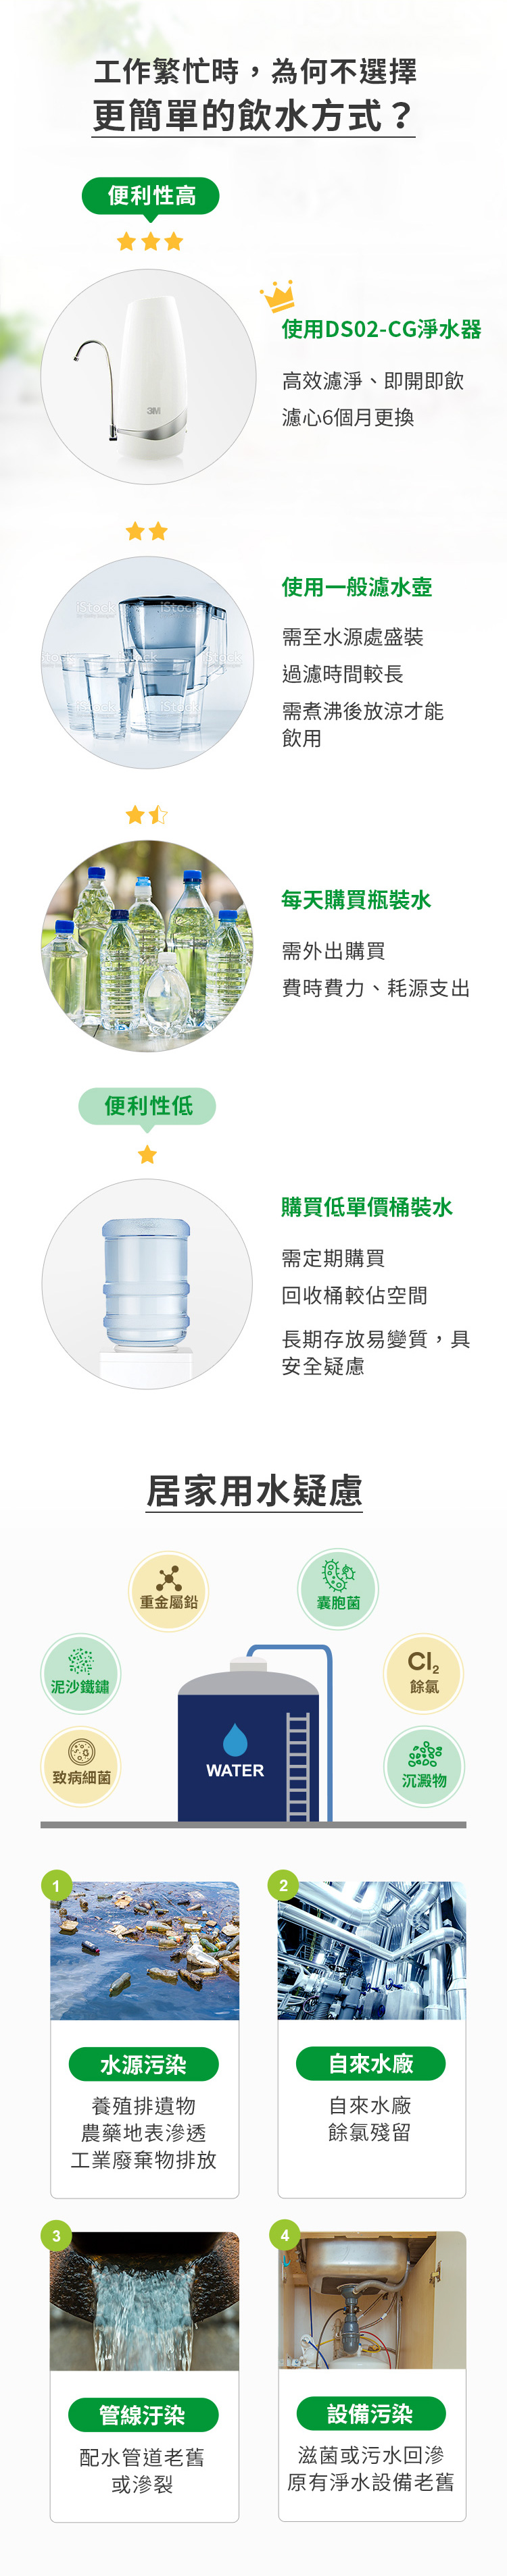 工作繁忙時，為何不選擇
更簡單的飲水方式？
便利性高
3M
使用DS02-CG淨水器
高效濾淨、即開即飲
濾心6個月更換
iStock
iStock
iStock
iStock
使用一般濾水壺
需至水源處盛裝
過濾時間較長
需煮沸後放涼才能
飲用
每天購買瓶裝水
需外出購買
費時費力、耗源支出
便利性低
購買低單價桶裝水
需定期購買
回收桶較佔空間
長期存放易變質，具
安全疑慮
居家用水疑慮
重金屬鉛
囊胞菌
泥沙鐵鏽
Cl2
餘氯
致病細菌
WATER
沉澱物
1
2
水源污染
養殖排遺物
農藥地表滲透
工業廢棄物排放
自來水廠
自來水廠
餘氯殘留
3
4
管線汙染
配水管道老舊
或滲裂
設備污染
滋菌或污水回滲
原有淨水設備老舊